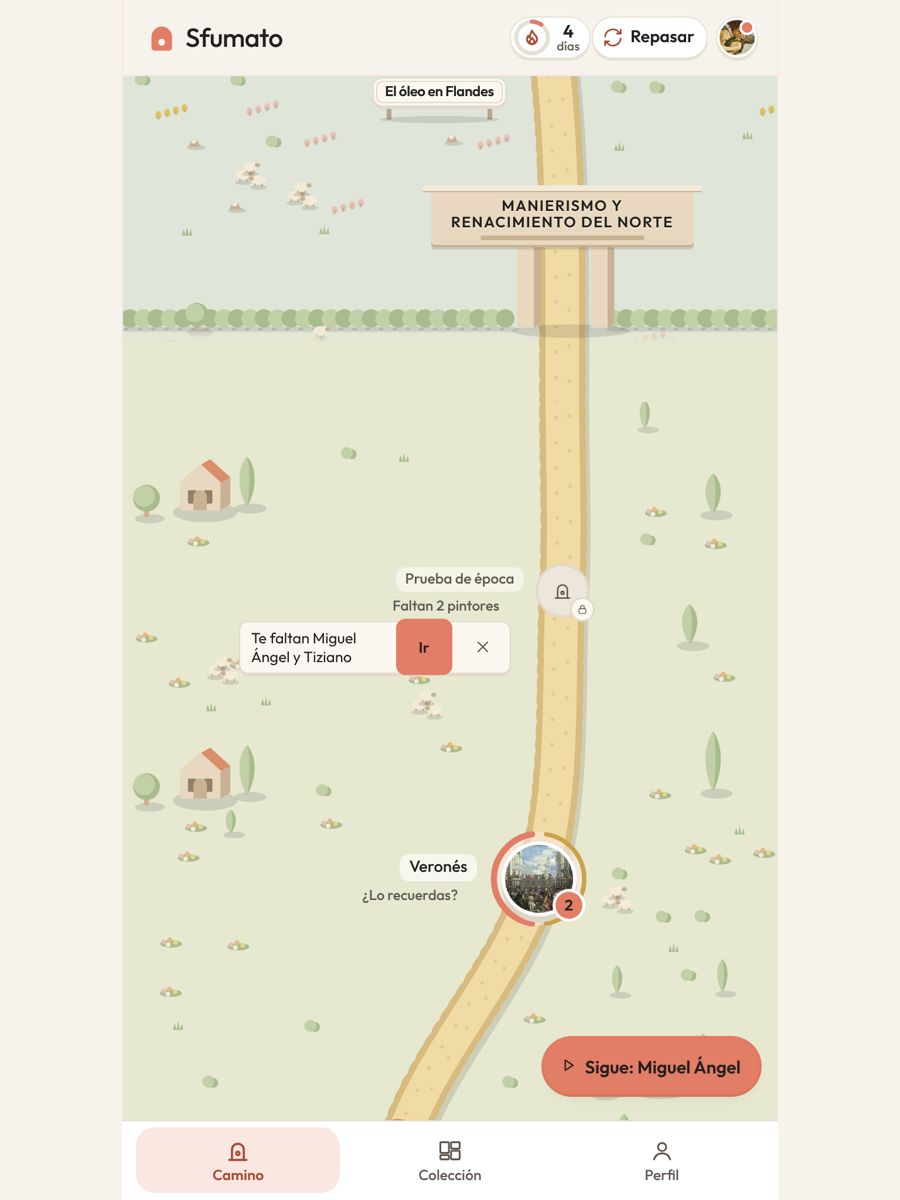 Sfumato
4
días
Repasar
El óleo en Flandes
MANIERISMO Y
RENACIMIENTO DEL NORTE
Prueba de época
Faltan 2 pintores
Te faltan Miguel
Ángel y Tiziano
Ir
Veronés
¿Lo recuerdas?
2
Sigue: Miguel Ángel
Camino
Colección
Perfil